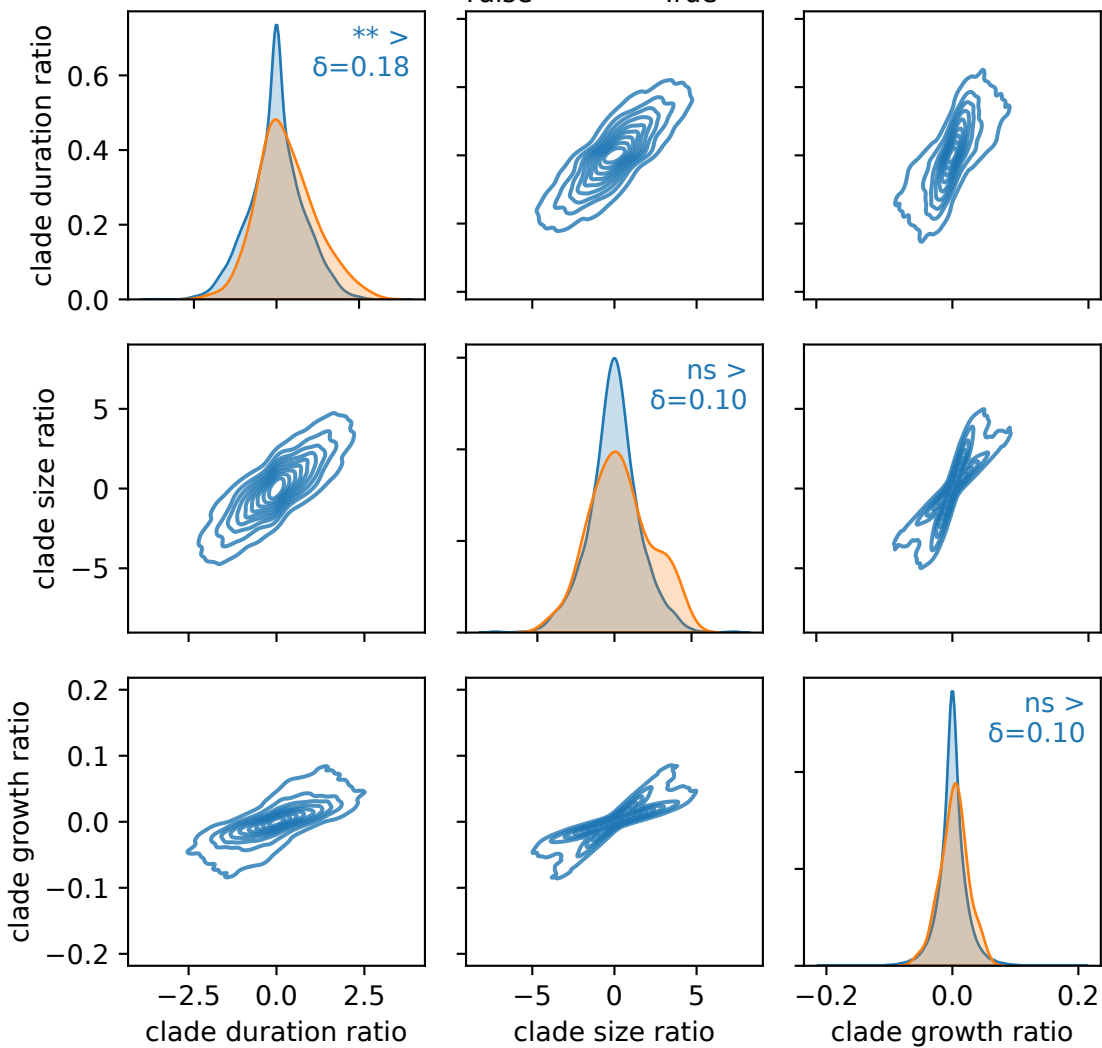 clade duration ratio
0.6
0.4
0.2
0.0
** >
δ=0.18
clade size ratio
5
0
−5
ns >
δ=0.10
clade growth ratio
0.2
0.1
0.0
−0.1
−0.2
ns >
δ=0.10
−2.5 0.0 2.5
clade duration ratio
−5 0 5
clade size ratio
−0.2 0.0 0.2
clade growth ratio